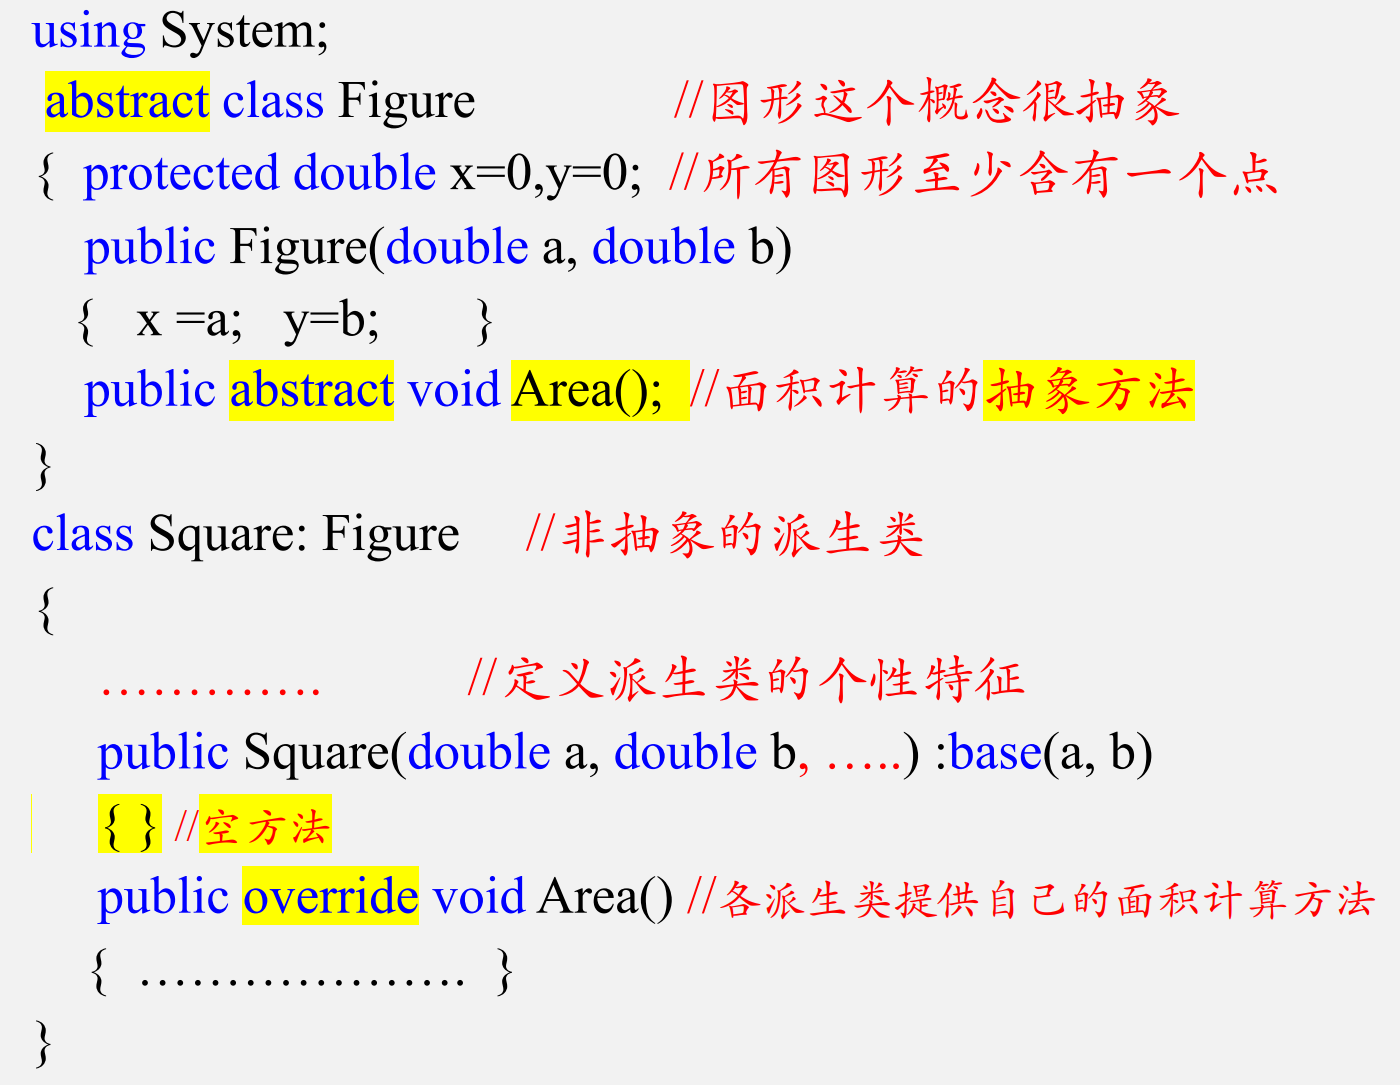 using System;
abstract class Figure //图形这个概念很抽象
{ protected double x=0,y=0; //所有图形至少含有一个点
public Figure(double a, double b)
{ x =a; y=b; }
public abstract void Area(); //面积计算的抽象方法
}
class Square: Figure //非抽象的派生类
{
…………. //定义派生类的个性特征
public Square(double a, double b, …..) :base(a, b)
{ } //空方法
public override void Area() //各派生类提供自己的面积计算方法
{ ………………. }
}